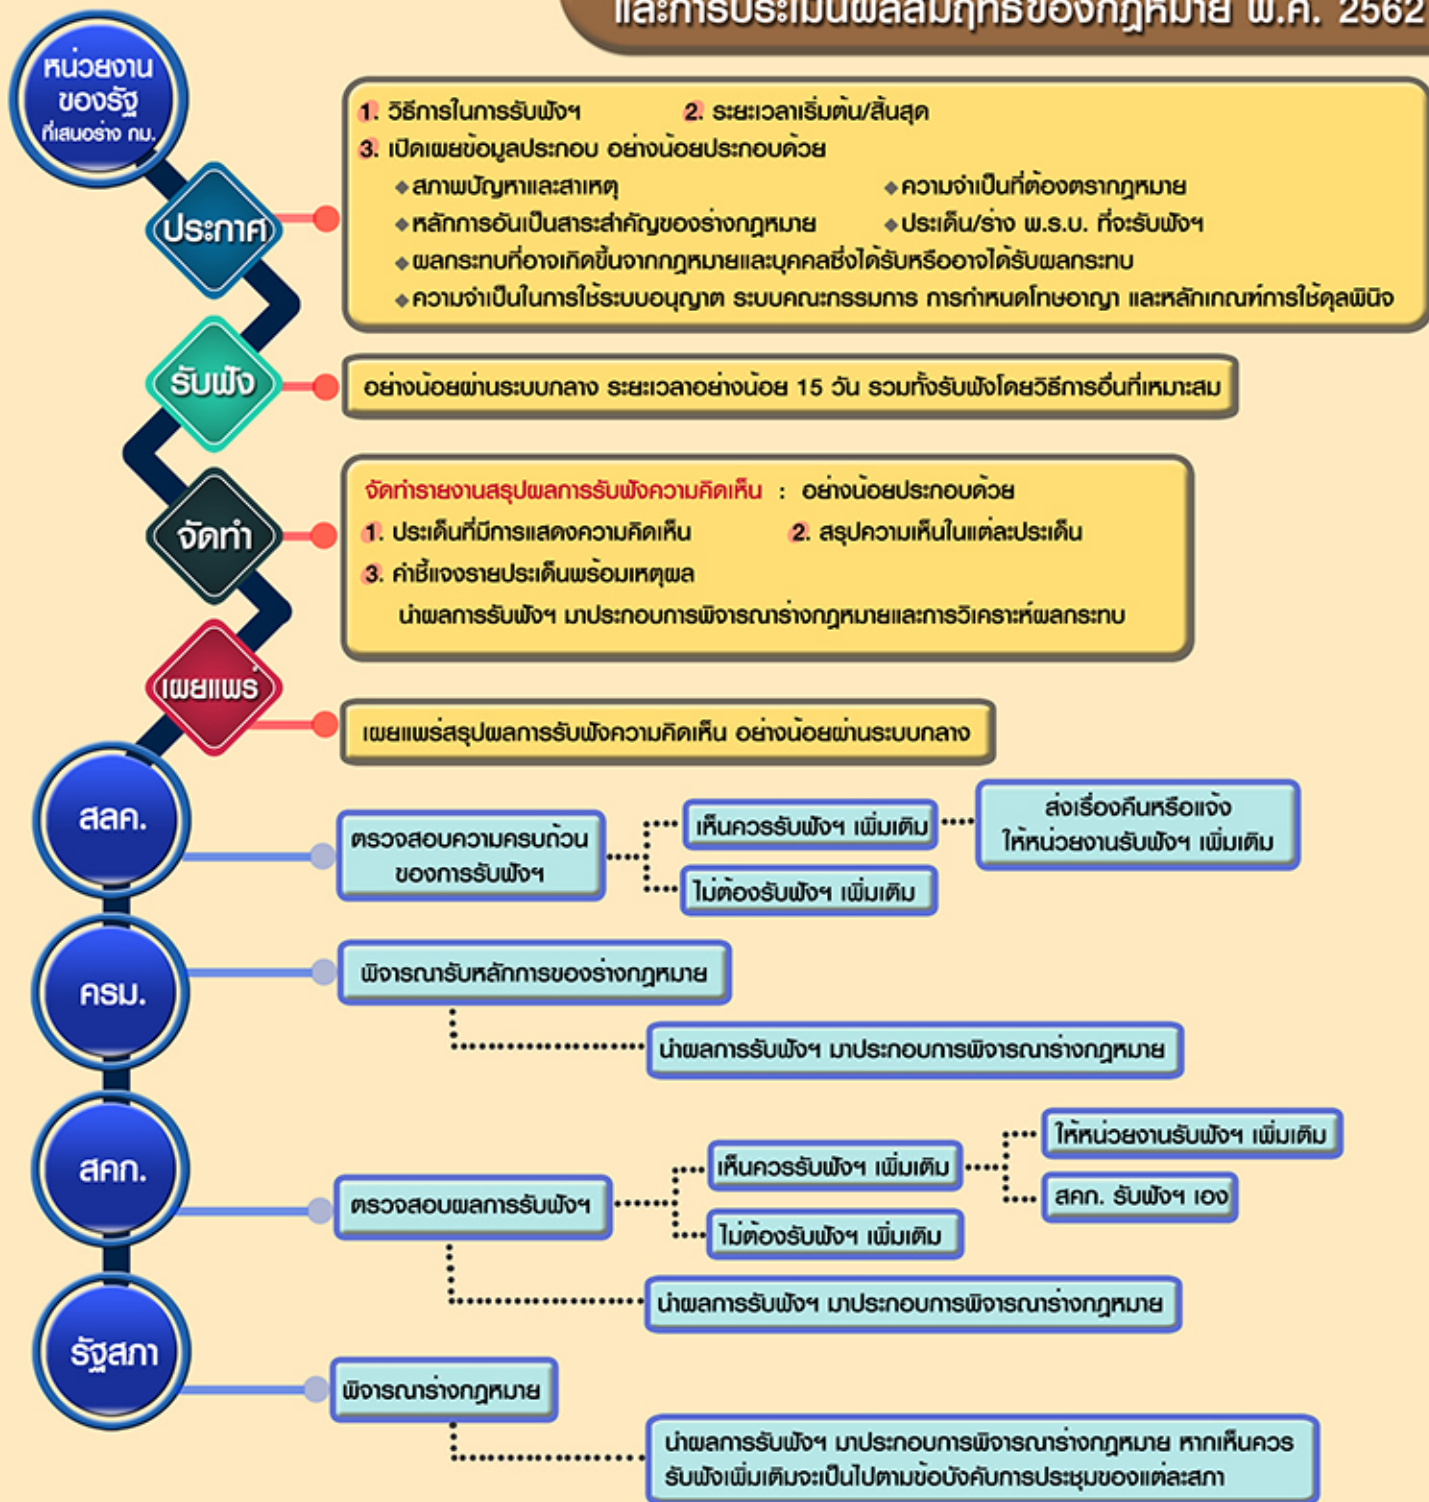 และการประเมินผลสัมฤทธิ์ของกฎหมาย พ.ศ. 2562
หน่วยงาน
ของรัฐ
ที่เสนอร่าง กม.
ประกาศ
1. วิธีการในการรับฟังฯ 2. ระยะเวลาเริ่มต้น/สิ้นสุด
3. เปิดเผยข้อมูลประกอบ อย่างน้อยประกอบด้วย
◆สภาพปัญหาและสาเหตุ ◆ความจำเป็นที่ต้องตรากฎหมาย
◆หลักการอันเป็นสาระสำคัญของร่างกฎหมาย ◆ประเด็น/ร่าง พ.ร.บ. ที่จะรับฟังฯ
◆ผลกระทบที่อาจเกิดขึ้นจากกฎหมายและบุคคลซึ่งได้รับหรืออาจได้รับผลกระทบ
◆ความจำเป็นในการใช้ระบบอนุญาต ระบบคณะกรรมการ การกำหนดโทษอาญา และหลักเกณฑ์การใช้ดุลพินิจ
รับฟัง
อย่างน้อยผ่านระบบกลาง ระยะเวลาอย่างน้อย 15 วัน รวมทั้งรับฟังโดยวิธีการอื่นที่เหมาะสม
จัดทำ
จัดทำรายงานสรุปผลการรับฟังความคิดเห็น : อย่างน้อยประกอบด้วย
1. ประเด็นที่มีการแสดงความคิดเห็น 2. สรุปความเห็นในแต่ละประเด็น
3. คำชี้แจงรายประเด็นพร้อมเหตุผล
นำผลการรับฟังฯ มาประกอบการพิจารณาร่างกฎหมายและการวิเคราะห์ผลกระทบ
เผยแพร่
เผยแพร่สรุปผลการรับฟังความคิดเห็น อย่างน้อยผ่านระบบกลาง
สลค.
ตรวจสอบความครบถ้วน
ของการรับฟังฯ
เห็นควรรับฟังฯ เพิ่มเติม
ส่งเรื่องคืนหรือแจ้ง
ให้หน่วยงานรับฟังฯ เพิ่มเติม
ไม่ต้องรับฟังฯ เพิ่มเติม
ครม.
พิจารณารับหลักการของร่างกฎหมาย
นำผลการรับฟังฯ มาประกอบการพิจารณาร่างกฎหมาย
สคก.
ตรวจสอบผลการรับฟังฯ
เห็นควรรับฟังฯ เพิ่มเติม
ให้หน่วยงานรับฟังฯ เพิ่มเติม
สคก. รับฟังฯ เอง
ไม่ต้องรับฟังฯ เพิ่มเติม
นำผลการรับฟังฯ มาประกอบการพิจารณาร่างกฎหมาย
รัฐสภา
พิจารณาร่างกฎหมาย
นำผลการรับฟังฯ มาประกอบการพิจารณาร่างกฎหมาย หากเห็นควร
รับฟังเพิ่มเติมจะเป็นไปตามข้อบังคับการประชุมของแต่ละสภา